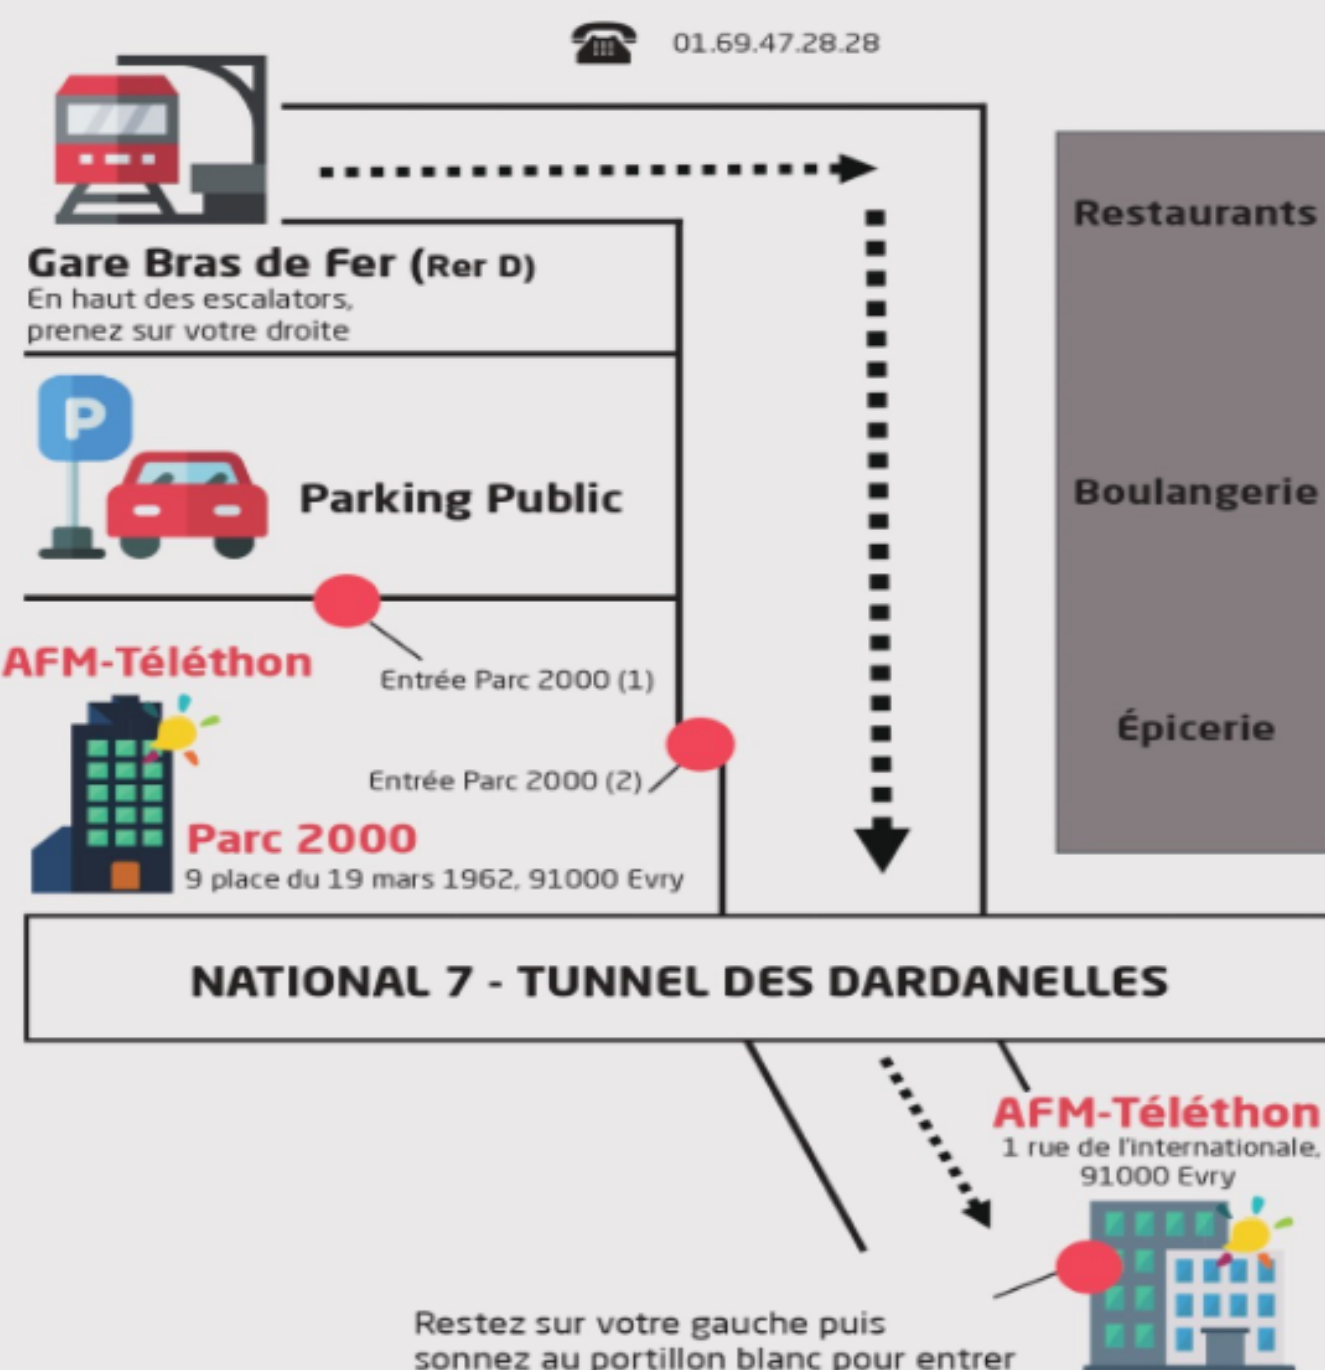 01.69.47.28.28
Gare Bras de Fer (Rer D)
En haut des escalators,
prenez sur votre droite
Restaurants
P
Parking Public
Boulangerie
AFM-Téléthon
Entrée Parc 2000 (1)
Entrée Parc 2000 (2)
Épicerie
Parc 2000
9 place du 19 mars 1962, 91000 Evry
NATIONAL 7 - TUNNEL DES DARDANELLES
AFM-Téléthon
1 rue de l'internationale,
91000 Evry
Restez sur votre gauche puis
sonnez au portillon blanc pour entrer